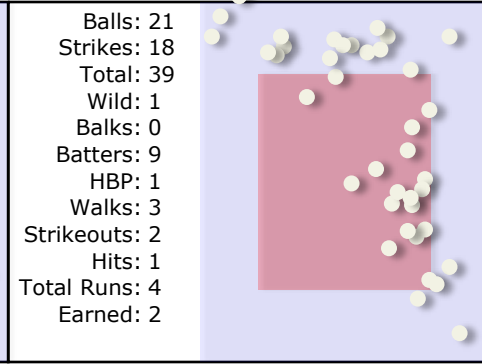 Balls: 21
Strikes: 18
Total: 39
Wild: 1
Balks: 0
Batters: 9
HBP: 1
Walks: 3
Strikeouts: 2
Hits: 1
Total Runs: 4
Earned: 2